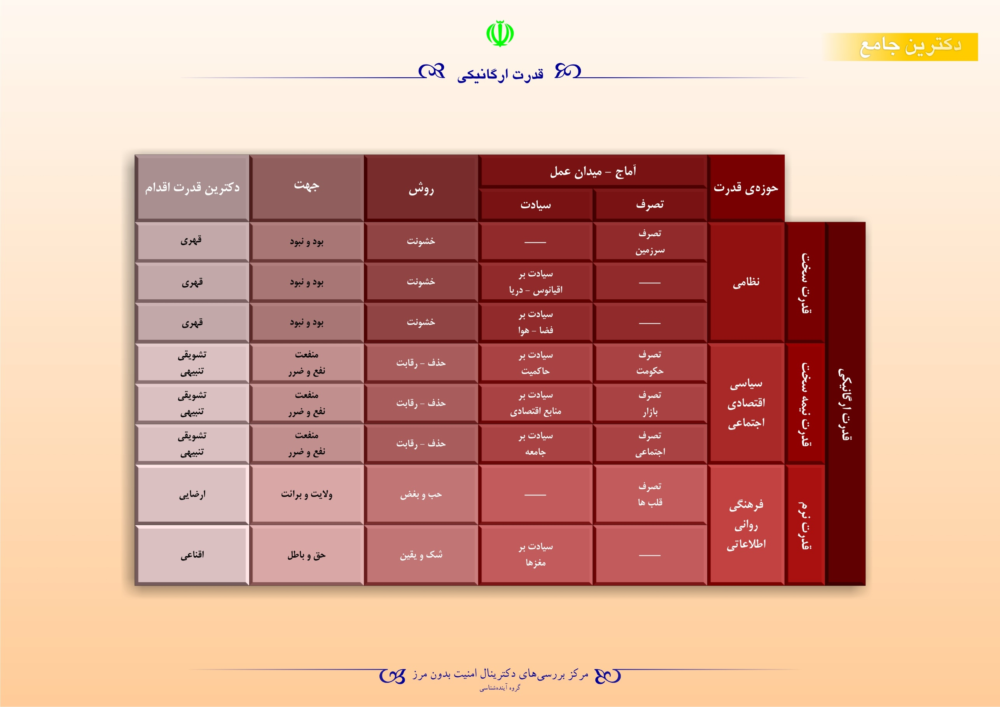 دکترین جامع
قدرت ارگانیکی
حوزه‌ی قدرت
آماج - میدان عمل
تصرف
سیادت
روش
جهت
دکترین قدرت اقدام
قدرت ارگانیکی
قدرت سخت
نظامی
تصرف
سرزمین
——
خشونت
بود و نبود
قهری
——
سیادت بر
اقیانوس - دریا
خشونت
بود و نبود
قهری
——
سیادت بر
فضا - هوا
خشونت
بود و نبود
قهری
قدرت نیمه سخت
سیاسی
اقتصادی
اجتماعی
تصرف
حکومت
سیادت بر
حاکمیت
حذف - رقابت
منفعت
نفع و ضرر
تشویقی
تنبیهی
تصرف
بازار
سیادت بر
منابع اقتصادی
حذف - رقابت
منفعت
نفع و ضرر
تشویقی
تنبیهی
تصرف
اجتماعی
سیادت بر
جامعه
حذف - رقابت
منفعت
نفع و ضرر
تشویقی
تنبیهی
قدرت نرم
فرهنگی
روانی
اطلاعاتی
تصرف
قلب ها
——
حب و بغض
ولایت و برائت
ارضایی
——
سیادت بر
مغزها
شک و یقین
حق و باطل
اقناعی
مرکز بررسی‌های دکترینال امنیت بدون مرز
گروه آینده‌شناسی